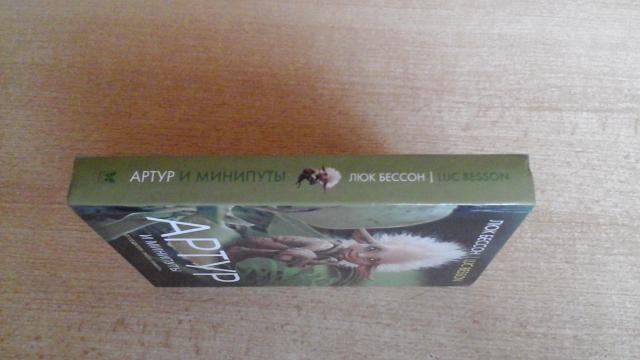 АРТУР И МИНИПУТЫ ЛЮК БЕССОН | LUC BESSON
ЛЮК БЕССОН | LUC BESSON
АРТУР
И МИНИПУТЫ